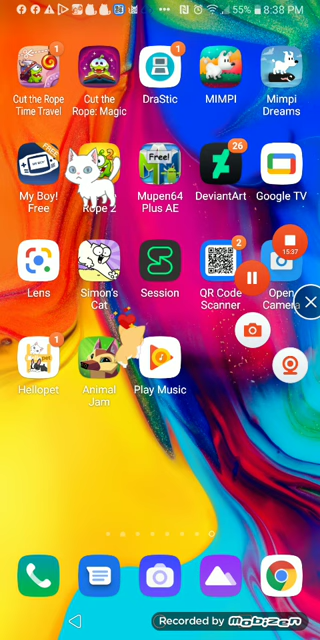 55% 8:38 PM
1 1
Cut the Rope Time Travel
Cut the Rope: Magic
DraStic
MIMPI
Mimpi Dreams
FREE
Free!
26
My Boy! Free
Rope 2
Mupen64 Plus AE
DeviantArt
Google TV
2
15:37
Lens
Simon's Cat
Session
QR Code Scanner
Open Camera
1
Hellopet
Animal Jam
Play Music
Recorded by Mobizen